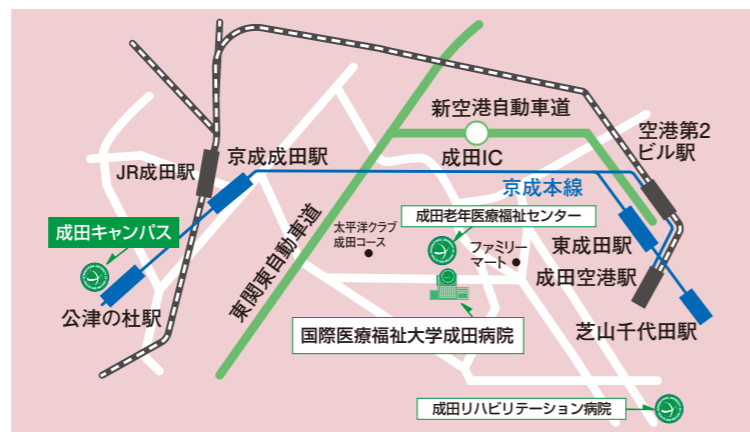 新空港自動車道
空港第2
ビル駅
成田IC
京成成田駅
JR成田駅
京成本線
成田キャンパス
太平洋クラブ
成田コース
成田老年医療福祉センター
ファミリー
マート
東成田駅
東関東自動車道
成田空港駅
公津の杜駅
国際医療福祉大学成田病院
芝山千代田駅
成田リハビリテーション病院